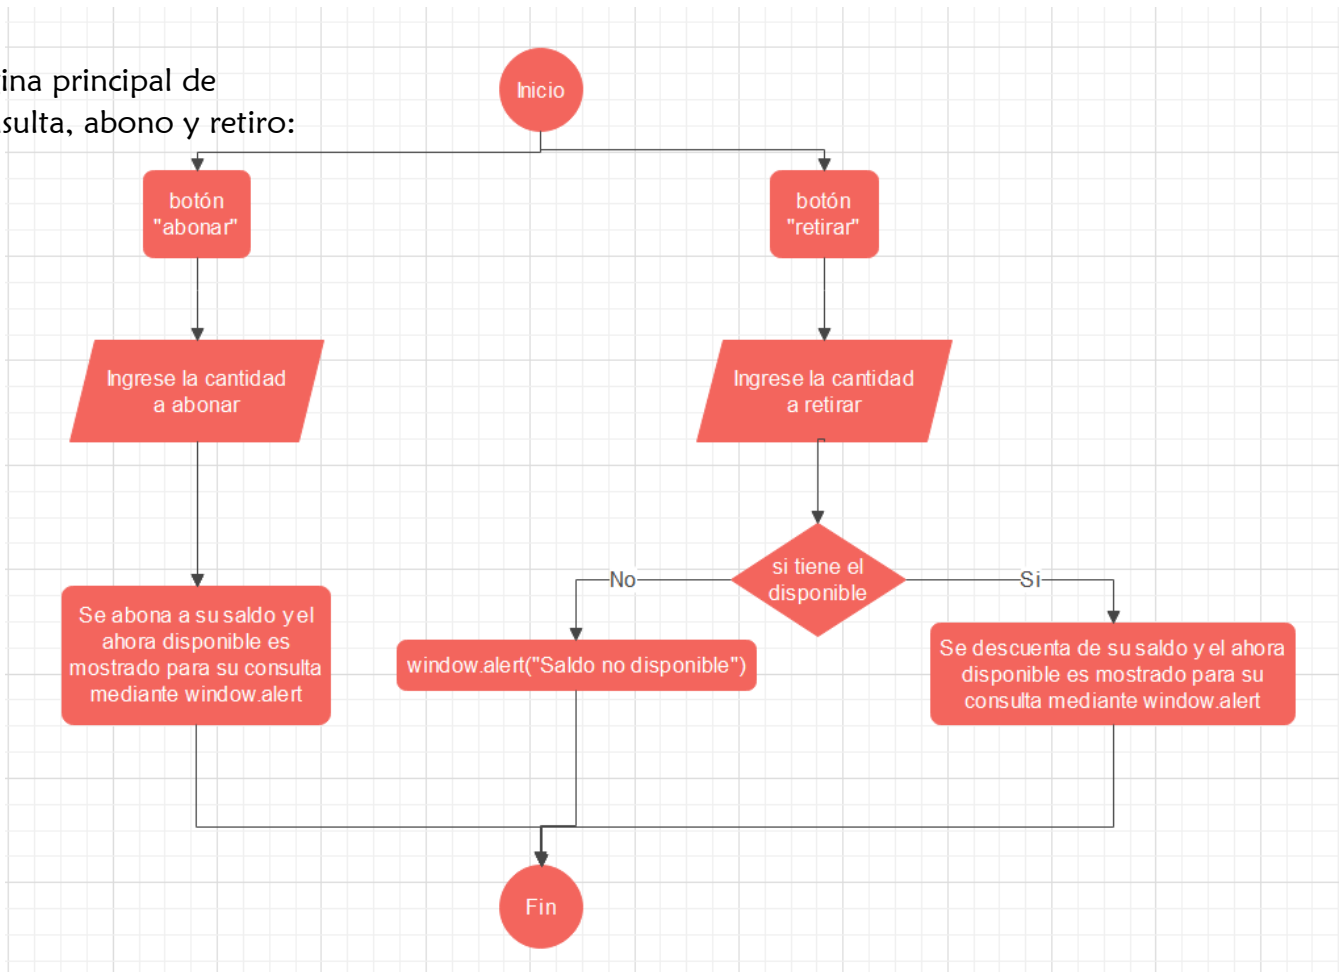 principal de
abono y retiro:
Inicio
botón
"abonar"
botón
"retirar"
Ingrese la cantidad
a abonar
Ingrese la cantidad
a retirar
si tiene el
disponible
No
Si
Se abona a su saldo y el
ahora disponible es
mostrado para su consulta
mediante window.alert
window.alert("Saldo no disponible")
Se descuenta de su saldo y el ahora
disponible es mostrado para su
consulta mediante window.alert
Fin